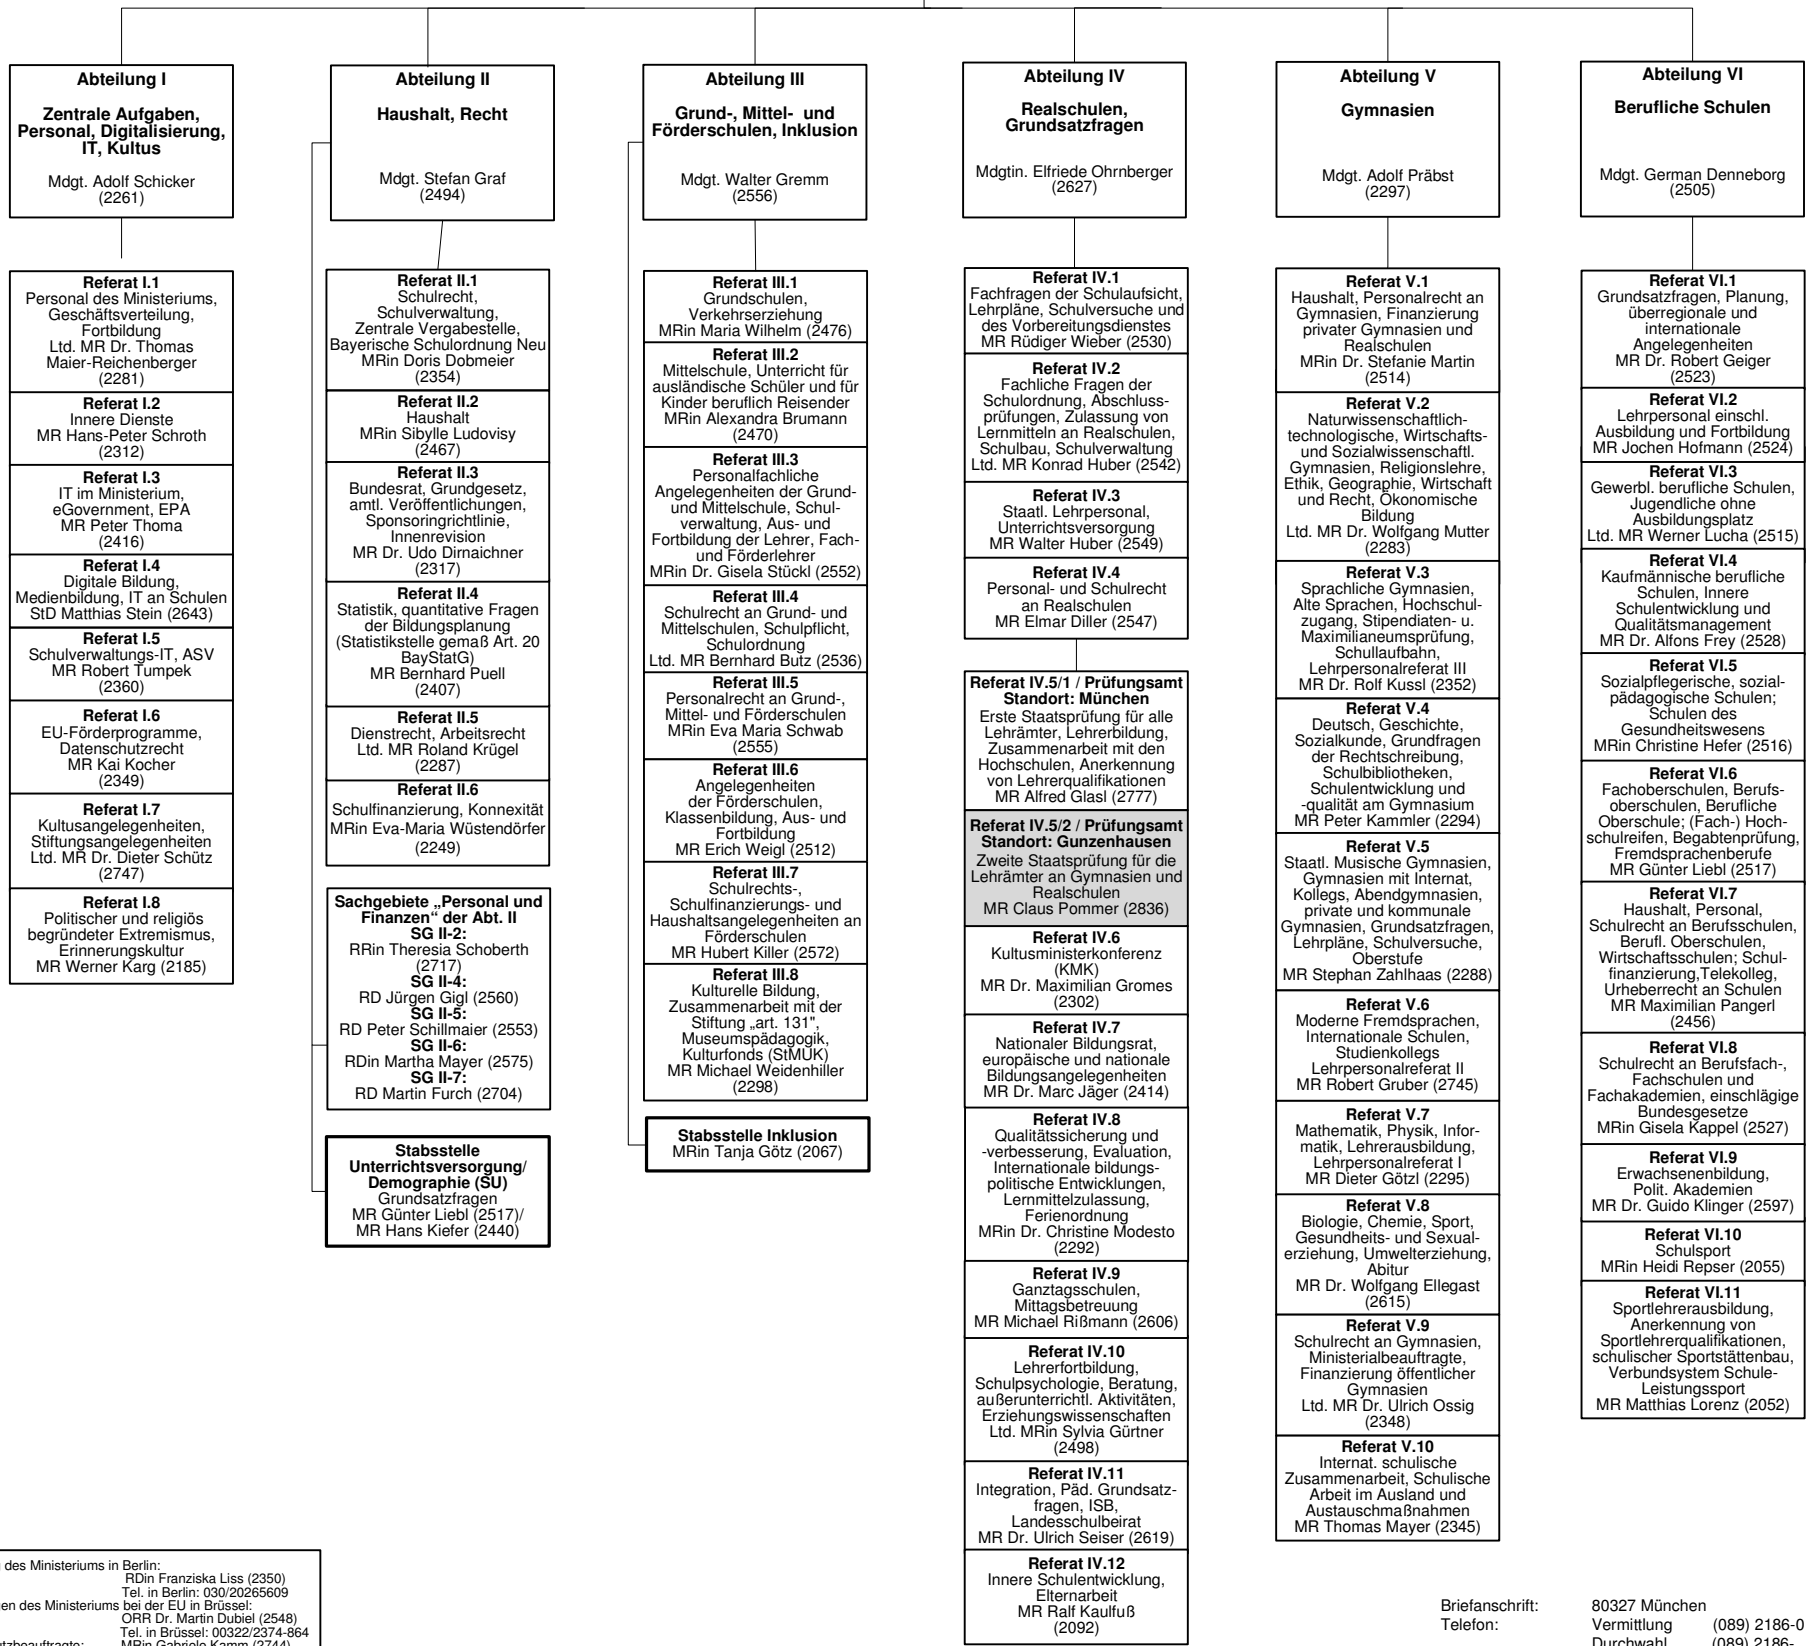 Abteilung I
Zentrale Aufgaben,
Personal, Digitalisierung,
IT, Kultus
Mdgt. Adolf Schicker
(2261)
Referat I.1
Personal des Ministeriums,
Geschäftsverteilung,
Fortbildung
Ltd. MR Dr. Thomas
Maier-Reichenberger
(2281)
Referat I.2
Innere Dienste
MR Hans-Peter Schroth
(2312)
Referat I.3
IT im Ministerium,
eGovernment, EPA
MR Peter Thoma
(2416)
Referat I.4
Digitale Bildung,
Medienbildung, IT an Schulen
StD Matthias Stein (2643)
Referat I.5
Schulverwaltungs-IT, ASV
MR Robert Tumpek
(2360)
Referat I.6
EU-Förderprogramme,
Datenschutzrecht
MR Kai Kocher
(2349)
Referat I.7
Kultusangelegenheiten,
Stiftungsangelegenheiten
Ltd. MR Dr. Dieter Schütz
(2747)
Referat I.8
Politischer und religiös
begründeter Extremismus,
Erinnerungskultur
MR Werner Karg (2185)
Abteilung II
Haushalt, Recht
Mdgt. Stefan Graf
(2494)
Referat II.1
Schulrecht,
Schulverwaltung,
Zentrale Vergabestelle,
Bayerische Schulordnung Neu
MRin Doris Dobmeier
(2354)
Referat II.2
Haushalt
MRin Sibylle Ludovisy
(2467)
Referat II.3
Bundesrat, Grundgesetz,
amtl. Veröffentlichungen,
Sponsoringrichtlinie,
Innenrevision
MR Dr. Udo Dirnaichner
(2317)
Referat II.4
Statistik, quantitative Fragen
der Bildungsplanung
(Statistikstelle gemaß Art. 20
BayStatG)
MR Bernhard Puell
(2407)
Referat II.5
Dienstrecht, Arbeitsrecht
Ltd. MR Roland Krügel
(2287)
Referat II.6
Schulfinanzierung, Konnexität
MRin Eva-Maria Wüstendörfer
(2249)
Sachgebiete „Personal und
Finanzen“ der Abt. II
SG II-2:
RRin Theresia Schoberth
(2717)
SG II-4:
RD Jürgen Gigl (2560)
SG II-5:
RD Peter Schillmaier (2553)
SG II-6:
RDin Martha Mayer (2575)
SG II-7:
RD Martin Furch (2704)
Stabsstelle
Unterrichtsversorgung/
Demographie (SU)
Grundsatzfragen
MR Günter Liebl (2517)/
MR Hans Kiefer (2440)
Abteilung III
Grund-, Mittel- und
Förderschulen, Inklusion
Mdgt. Walter Gremm
(2556)
Referat III.1
Grundschulen,
Verkehrserziehung
MRin Maria Wilhelm (2476)
Referat III.2
Mittelschule, Unterricht für
ausländische Schüler und für
Kinder beruflich Reisender
MRin Alexandra Brumann
(2470)
Referat III.3
Personalfachliche
Angelegenheiten der Grund-
und Mittelschule, Schul-
verwaltung, Aus- und
Fortbildung der Lehrer, Fach-
und Förderlehrer
MRin Dr. Gisela Stückl (2552)
Referat III.4
Schulrecht an Grund- und
Mittelschulen, Schulpflicht,
Schulordnung
Ltd. MR Bernhard Butz (2536)
Referat III.5
Personalrecht an Grund-,
Mittel- und Förderschulen
MRin Eva Maria Schwab
(2555)
Referat III.6
Angelegenheiten
der Förderschulen,
Klassenbildung, Aus- und
Fortbildung
MR Erich Weigl (2512)
Referat III.7
Schulrechts-,
Schulfinanzierungs- und
Haushaltsangelegenheiten an
Förderschulen
MR Hubert Killer (2572)
Referat III.8
Kulturelle Bildung,
Zusammenarbeit mit der
Stiftung „art. 131",
Museumspädagogik,
Kulturfonds (StMUK)
MR Michael Weidenhiller
(2298)
Stabsstelle Inklusion
MRin Tanja Götz (2067)
Abteilung IV
Realschulen,
Grundsatzfragen
Mdgtin. Elfriede Ohrnberger
(2627)
Referat IV.1
Fachfragen der Schulaufsicht,
Lehrpläne, Schulversuche und
des Vorbereitungsdienstes
MR Rüdiger Wieber (2530)
Referat IV.2
Fachliche Fragen der
Schulordnung, Abschluss-
prüfungen, Zulassung von
Lernmitteln an Realschulen,
Schulbau, Schulverwaltung
Ltd. MR Konrad Huber (2542)
Referat IV.3
Staatl. Lehrpersonal,
Unterrichtsversorgung
MR Walter Huber (2549)
Referat IV.4
Personal- und Schulrecht
an Realschulen
MR Elmar Diller (2547)
Referat IV.5/1 / Prüfungsamt
Standort: München
Erste Staatsprüfung für alle
Lehrämter, Lehrerbildung,
Zusammenarbeit mit den
Hochschulen, Anerkennung
von Lehrerqualifikationen
MR Alfred Glasl (2777)
Referat IV.5/2 / Prüfungsamt
Standort: Gunzenhausen
Zweite Staatsprüfung für die
Lehrämter an Gymnasien und
Realschulen
MR Claus Pommer (2836)
Referat IV.6
Kultusministerkonferenz
(KMK)
MR Dr. Maximilian Gromes
(2302)
Referat IV.7
Nationaler Bildungsrat,
europäische und nationale
Bildungsangelegenheiten
MR Dr. Marc Jäger (2414)
Referat IV.8
Qualitätssicherung und
-verbesserung, Evaluation,
Internationale bildungs-
politische Entwicklungen,
Lernmittelzulassung,
Ferienordnung
MRin Dr. Christine Modesto
(2292)
Referat IV.9
Ganztagsschulen,
Mittagsbetreuung
MR Michael Rißmann (2606)
Referat IV.10
Lehrerfortbildung,
Schulpsychologie, Beratung,
außerunterrichtl. Aktivitäten,
Erziehungswissenschaften
Ltd. MRin Sylvia Gürtner
(2498)
Referat IV.11
Integration, Päd. Grundsatz-
fragen, ISB,
Landesschulbeirat
MR Dr. Ulrich Seiser (2619)
Referat IV.12
Innere Schulentwicklung,
Elternarbeit
MR Ralf Kaulfuß
(2092)
Abteilung V
Gymnasien
Mdgt. Adolf Präbst
(2297)
Referat V.1
Haushalt, Personalrecht an
Gymnasien, Finanzierung
privater Gymnasien und
Realschulen
MRin Dr. Stefanie Martin
(2514)
Referat V.2
Naturwissenschaftlich-
technologische, Wirtschafts-
und Sozialwissenschaftl.
Gymnasien, Religionslehre,
Ethik, Geographie, Wirtschaft
und Recht, Ökonomische
Bildung
Ltd. MR Dr. Wolfgang Mutter
(2283)
Referat V.3
Sprachliche Gymnasien,
Alte Sprachen, Hochschul-
zugang, Stipendiaten- u.
Maximilianeumsprüfung,
Schullaufbahn,
Lehrpersonalreferat III
MR Dr. Rolf Kussl (2352)
Referat V.4
Deutsch, Geschichte,
Sozialkunde, Grundfragen
der Rechtschreibung,
Schulbibliotheken,
Schulentwicklung und
-qualität am Gymnasium
MR Peter Kammler (2294)
Referat V.5
Staatl. Musische Gymnasien,
Gymnasien mit Internat,
Kollegs, Abendgymnasien,
private und kommunale
Gymnasien, Grundsatzfragen,
Lehrpläne, Schulversuche,
Oberstufe
MR Stephan Zahlhaas (2288)
Referat V.6
Moderne Fremdsprachen,
Internationale Schulen,
Studienkollegs
Lehrpersonalreferat II
MR Robert Gruber (2745)
Referat V.7
Mathematik, Physik, Infor-
matik, Lehrerausbildung,
Lehrpersonalreferat I
MR Dieter Götzl (2295)
Referat V.8
Biologie, Chemie, Sport,
Gesundheits- und Sexual-
erziehung, Umwelterziehung,
Abitur
MR Dr. Wolfgang Ellegast
(2615)
Referat V.9
Schulrecht an Gymnasien,
Ministerialbeauftragte,
Finanzierung öffentlicher
Gymnasien
Ltd. MR Dr. Ulrich Ossig
(2348)
Referat V.10
Internat. schulische
Zusammenarbeit, Schulische
Arbeit im Ausland und
Austauschmaßnahmen
MR Thomas Mayer (2345)
Abteilung VI
Berufliche Schulen
Mdgt. German Denneborg
(2505)
Referat VI.1
Grundsatzfragen, Planung,
überregionale und
internationale
Angelegenheiten
MR Dr. Robert Geiger
(2523)
Referat VI.2
Lehrpersonal einschl.
Ausbildung und Fortbildung
MR Jochen Hofmann (2524)
Referat VI.3
Gewerbl. berufliche Schulen,
Jugendliche ohne
Ausbildungsplatz
Ltd. MR Werner Lucha (2515)
Referat VI.4
Kaufmännische berufliche
Schulen, Innere
Schulentwicklung und
Qualitätsmanagement
MR Dr. Alfons Frey (2528)
Referat VI.5
Sozialpflegerische, sozial-
pädagogische Schulen;
Schulen des
Gesundheitswesens
MRin Christine Hefer (2516)
Referat VI.6
Fachoberschulen, Berufs-
oberschulen, Berufliche
Oberschule; (Fach-) Hoch-
schulreifen, Begabtenprüfung,
Fremdsprachenberufe
MR Günter Liebl (2517)
Referat VI.7
Haushalt, Personal,
Schulrecht an Berufsschulen,
Berufl. Oberschulen,
Wirtschaftsschulen; Schul-
finanzierung,Telekolleg,
Urheberrecht an Schulen
MR Maximilian Pangerl
(2456)
Referat VI.8
Schulrecht an Berufsfach-,
Fachschulen und
Fachakademien, einschlägige
Bundesgesetze
MRin Gisela Kappel (2527)
Referat VI.9
Erwachsenenbildung,
Polit. Akademien
MR Dr. Guido Klinger (2597)
Referat VI.10
Schulsport
MRin Heidi Repser (2055)
Referat VI.11
Sportlehrerausbildung,
Anerkennung von
Sportlehrerqualifikationen,
schulischer Sportstättenbau,
Verbundsystem Schule-
Leistungssport
MR Matthias Lorenz (2052)
des Ministeriums in Berlin:
RDin Franziska Liss (2350)
Tel. in Berlin: 030/20265609
des Ministeriums bei der EU in Brüssel:
ORR Dr. Martin Dubiel (2548)
Tel. in Brüssel: 00322/2374-864
MRin Gabriele Kamm (2744)
Briefanschrift: 80327 München
Telefon: Vermittlung (089) 2186-0
Durchwahl (089) 2186-